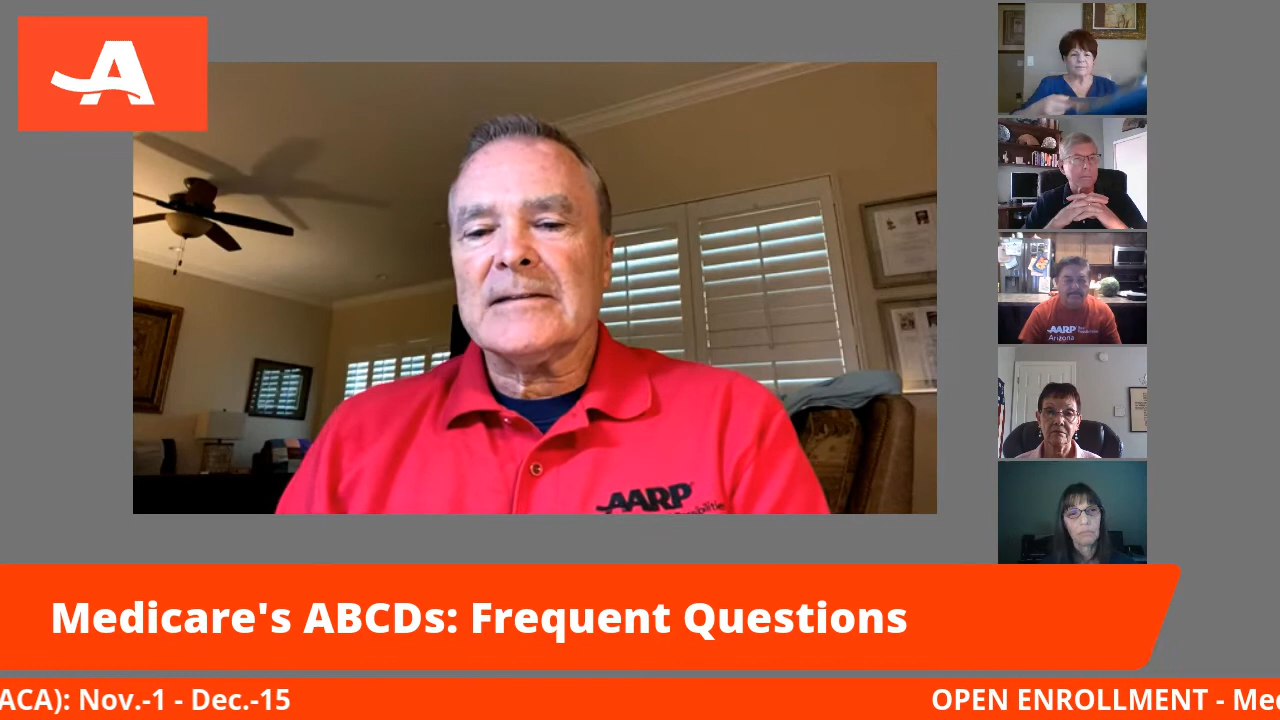 A
AARP
AARP
Arizona
Medicare's ABCDs: Frequent Questions
ACA): Nov.-1 - Dec.-15
OPEN ENROLLMENT - Med